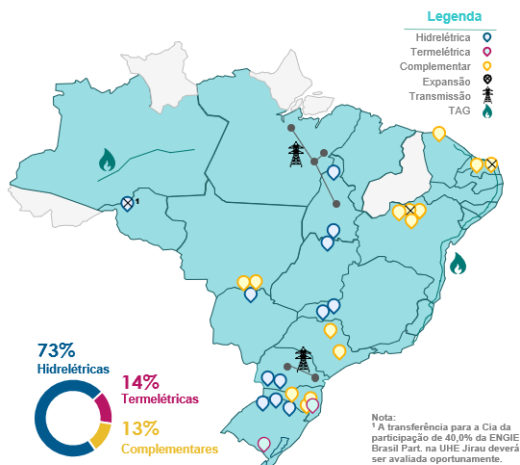 Legenda
Hidrelétrica
Termelétrica
Complementar
Expansão
Transmissão
TAG
1
73%
Hidrelétricas
14%
Termelétricas
13%
Complementares
Nota:
¹ A transferência para a Cia da
participação de 40,0% da ENGIE
Brasil Part. na UHE Jirau deverá
ser avaliada oportunamente.